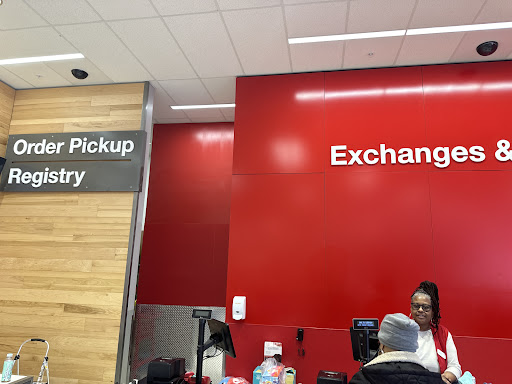 Order Pickup
Registry
Exchanges &